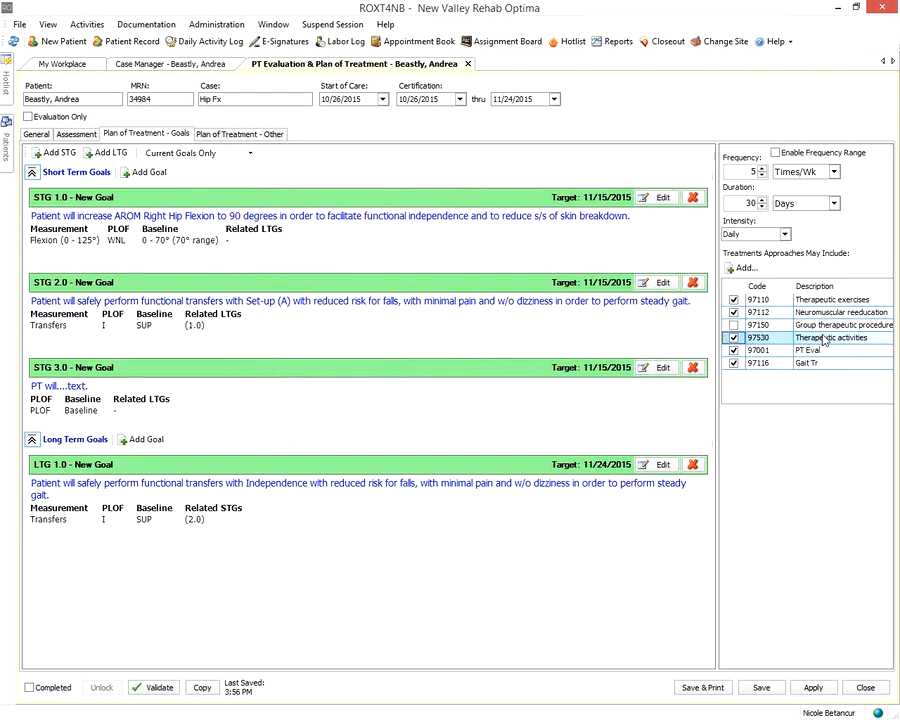 ROXT4NB - New Valley Rehab Optima
File View Activities Documentation Administration Window Suspend Session Help
New Patient Patient Record Daily Activity Log E-Signatures Labor Log Appointment Book Assignment Board Hotlist Reports Closeout Change Site Help
My Workplace Case Manager - Beastly, Andrea PT Evaluation & Plan of Treatment - Beastly, Andrea
Hotlist
Patients
Patient: MRN: Case: Start of Care: Certification:
Beastly, Andrea 34984 Hip Fx 10/26/2015 10/26/2015 thru 11/24/2015
Evaluation Only
General Assessment Plan of Treatment - Goals Plan of Treatment - Other
Add STG Add LTG Current Goals Only
Short Term Goals Add Goal
STG 1.0 - New Goal Target: 11/15/2015 Edit
Patient will increase AROM Right Hip Flexion to 90 degrees in order to facilitate functional independence and to reduce s/s of skin breakdown.
Measurement PLOF Baseline Related LTGs
Flexion (0 - 125°) WNL 0 - 70° (70° range) -
STG 2.0 - New Goal Target: 11/15/2015 Edit
Patient will safely perform functional transfers with Set-up (A) with reduced risk for falls, with minimal pain and w/o dizziness in order to perform steady gait.
Measurement PLOF Baseline Related LTGs
Transfers I SUP (1.0)
STG 3.0 - New Goal Target: 11/15/2015 Edit
PT will....text.
PLOF Baseline Related LTGs
PLOF Baseline -
Long Term Goals Add Goal
LTG 1.0 - New Goal Target: 11/24/2015 Edit
Patient will safely perform functional transfers with Independence with reduced risk for falls, with minimal pain and w/o dizziness in order to perform steady
gait.
Measurement PLOF Baseline Related STGs
Transfers I SUP (2.0)
Enable Frequency Range
Frequency:
5 Times/Wk
Duration:
30 Days
Intensity:
Daily
Treatments Approaches May Include:
Add...
Code Description
97110 Therapeutic exercises
97112 Neuromuscular reeducation
97150 Group therapeutic procedure
97530 Therapeutic activities
97001 PT Eval
97116 Gait Tr
Completed Unlock Validate Copy Last Saved:
3:56 PM
Save & Print Save Apply Close
Nicole Betancur